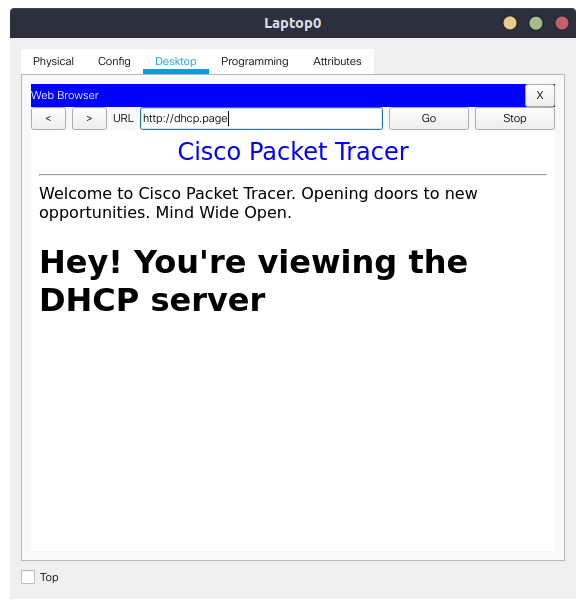 Laptop0
Physical Config Desktop Programming Attributes
Web Browser X
< > URL http://dhcp.page Go Stop
Cisco Packet Tracer
Welcome to Cisco Packet Tracer. Opening doors to new
opportunities. Mind Wide Open.
Hey! You're viewing the
DHCP server
Top